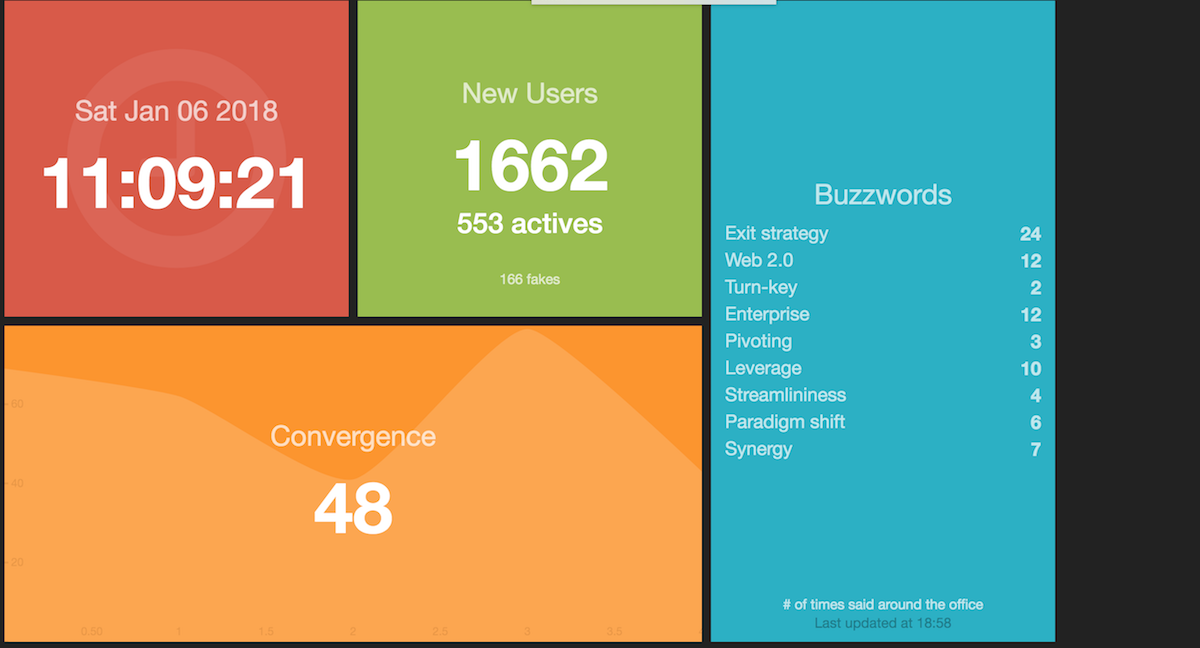 Sat Jan 06 2018
11:09:21
New Users
1662
553 actives
166 fakes
Buzzwords
Exit strategy 24
Web 2.0 12
Turn-key 2
Enterprise 12
Pivoting 3
Leverage 10
Streamlininess 4
Paradigm shift 6
Synergy 7
# of times said around the office
Last updated at 18:58
Convergence
48
60
40
20
0.50 1 1.5 2 2.5 3 3.5